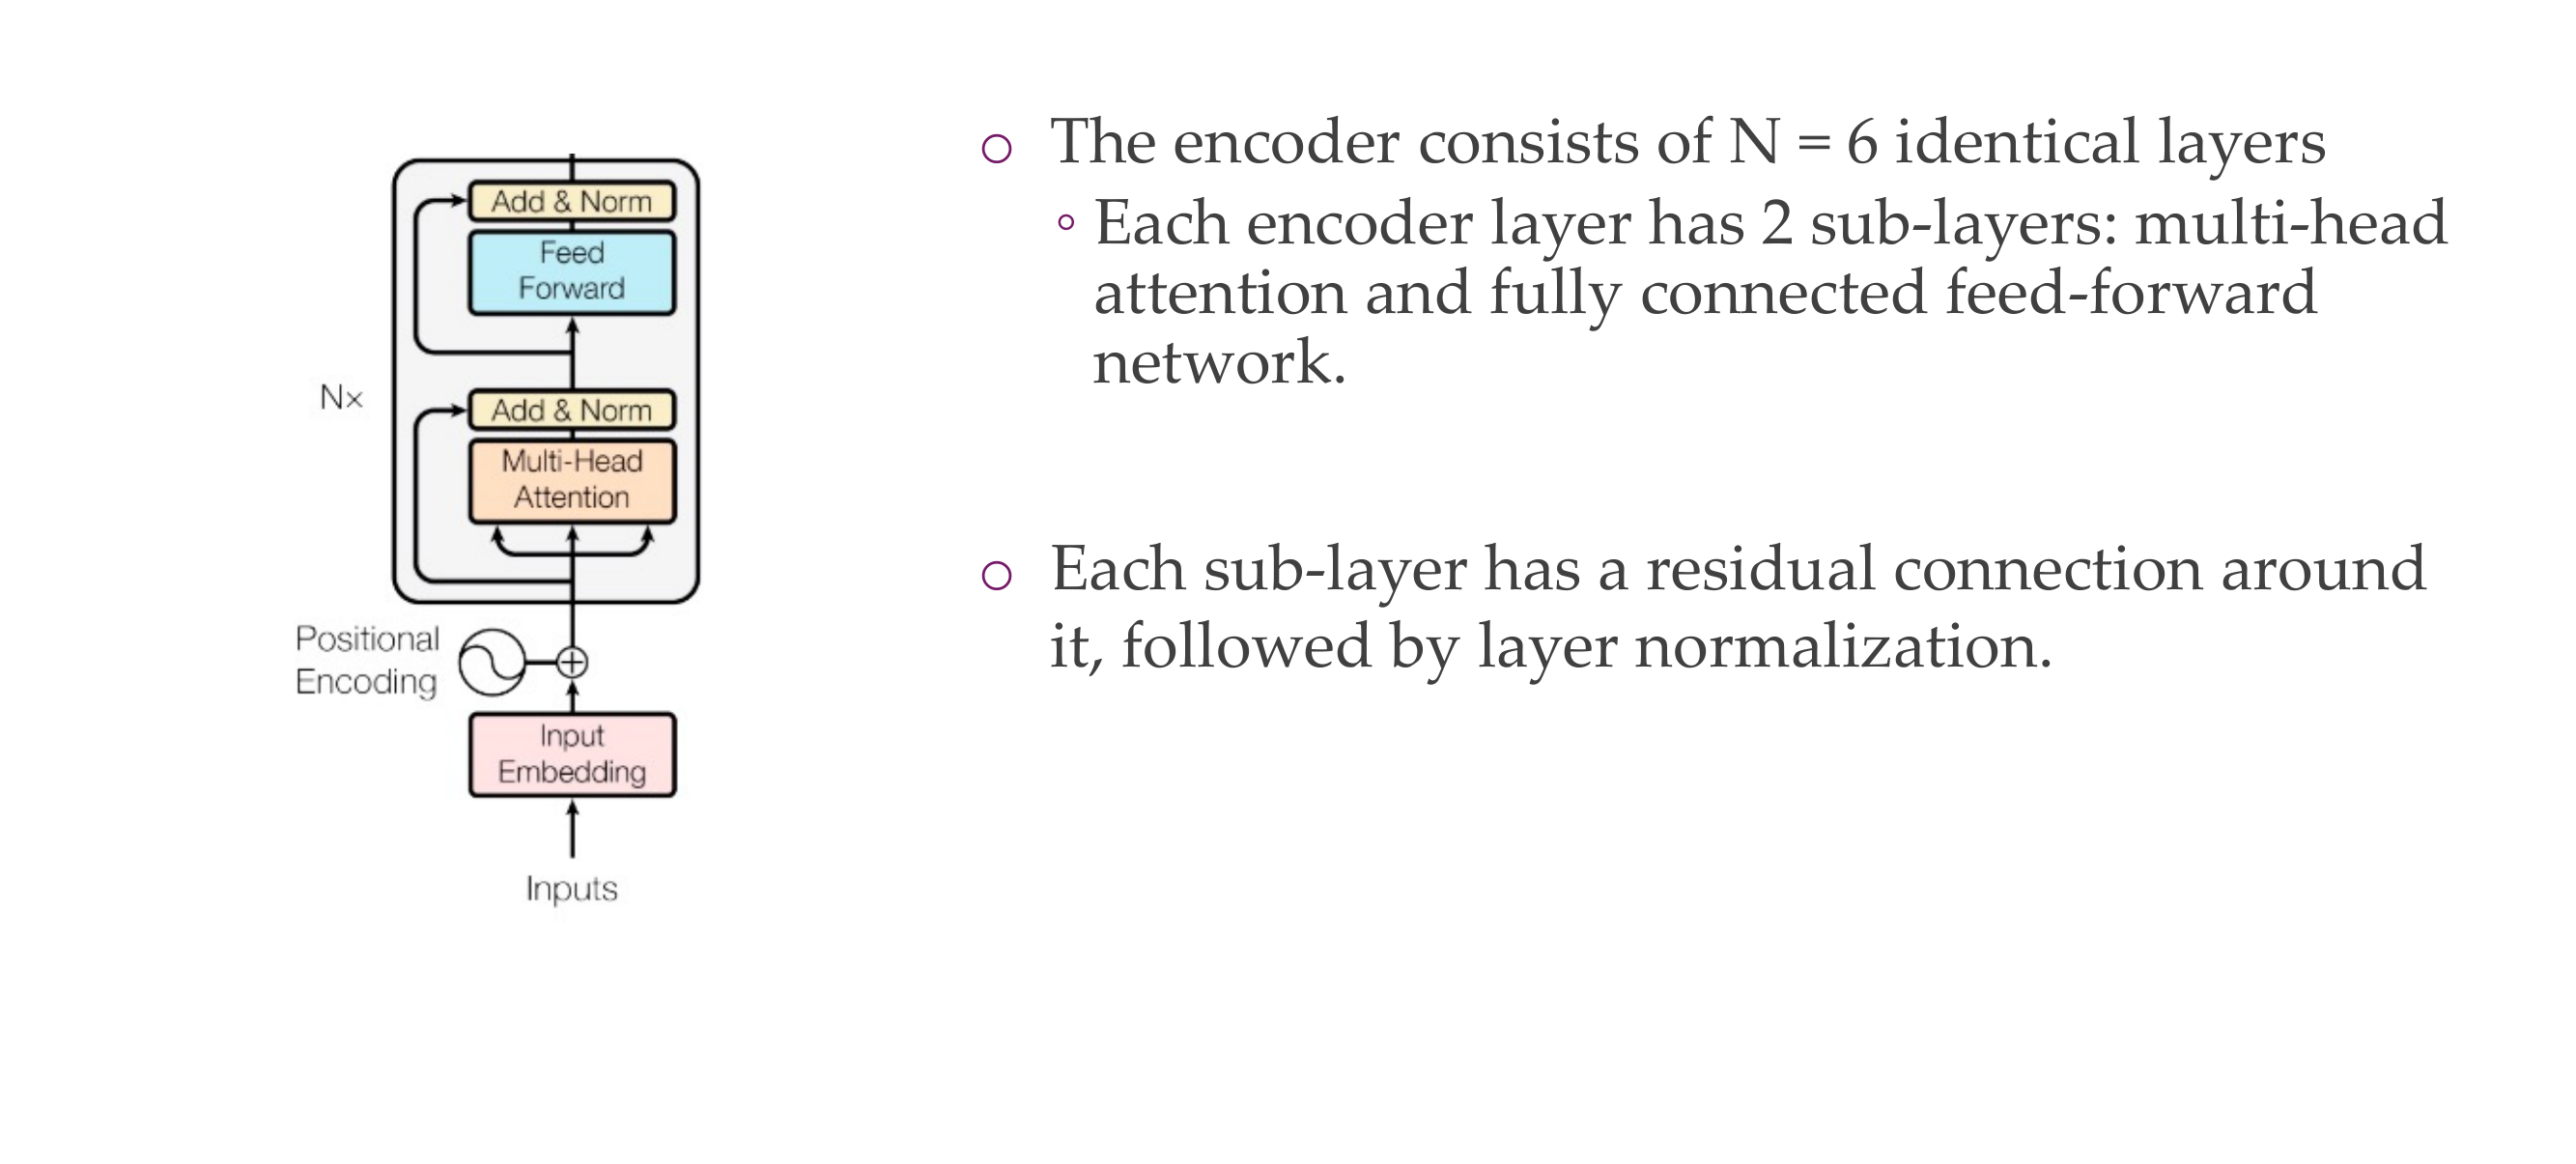 Add & Norm
Feed
Forward
Nx
Add & Norm
Multi-Head
Attention
Positional
Encoding
Input
Embedding
Inputs
The encoder consists of N = 6 identical layers
Each encoder layer has 2 sub-layers: multi-head
attention and fully connected feed-forward
network.
Each sub-layer has a residual connection around
it, followed by layer normalization.